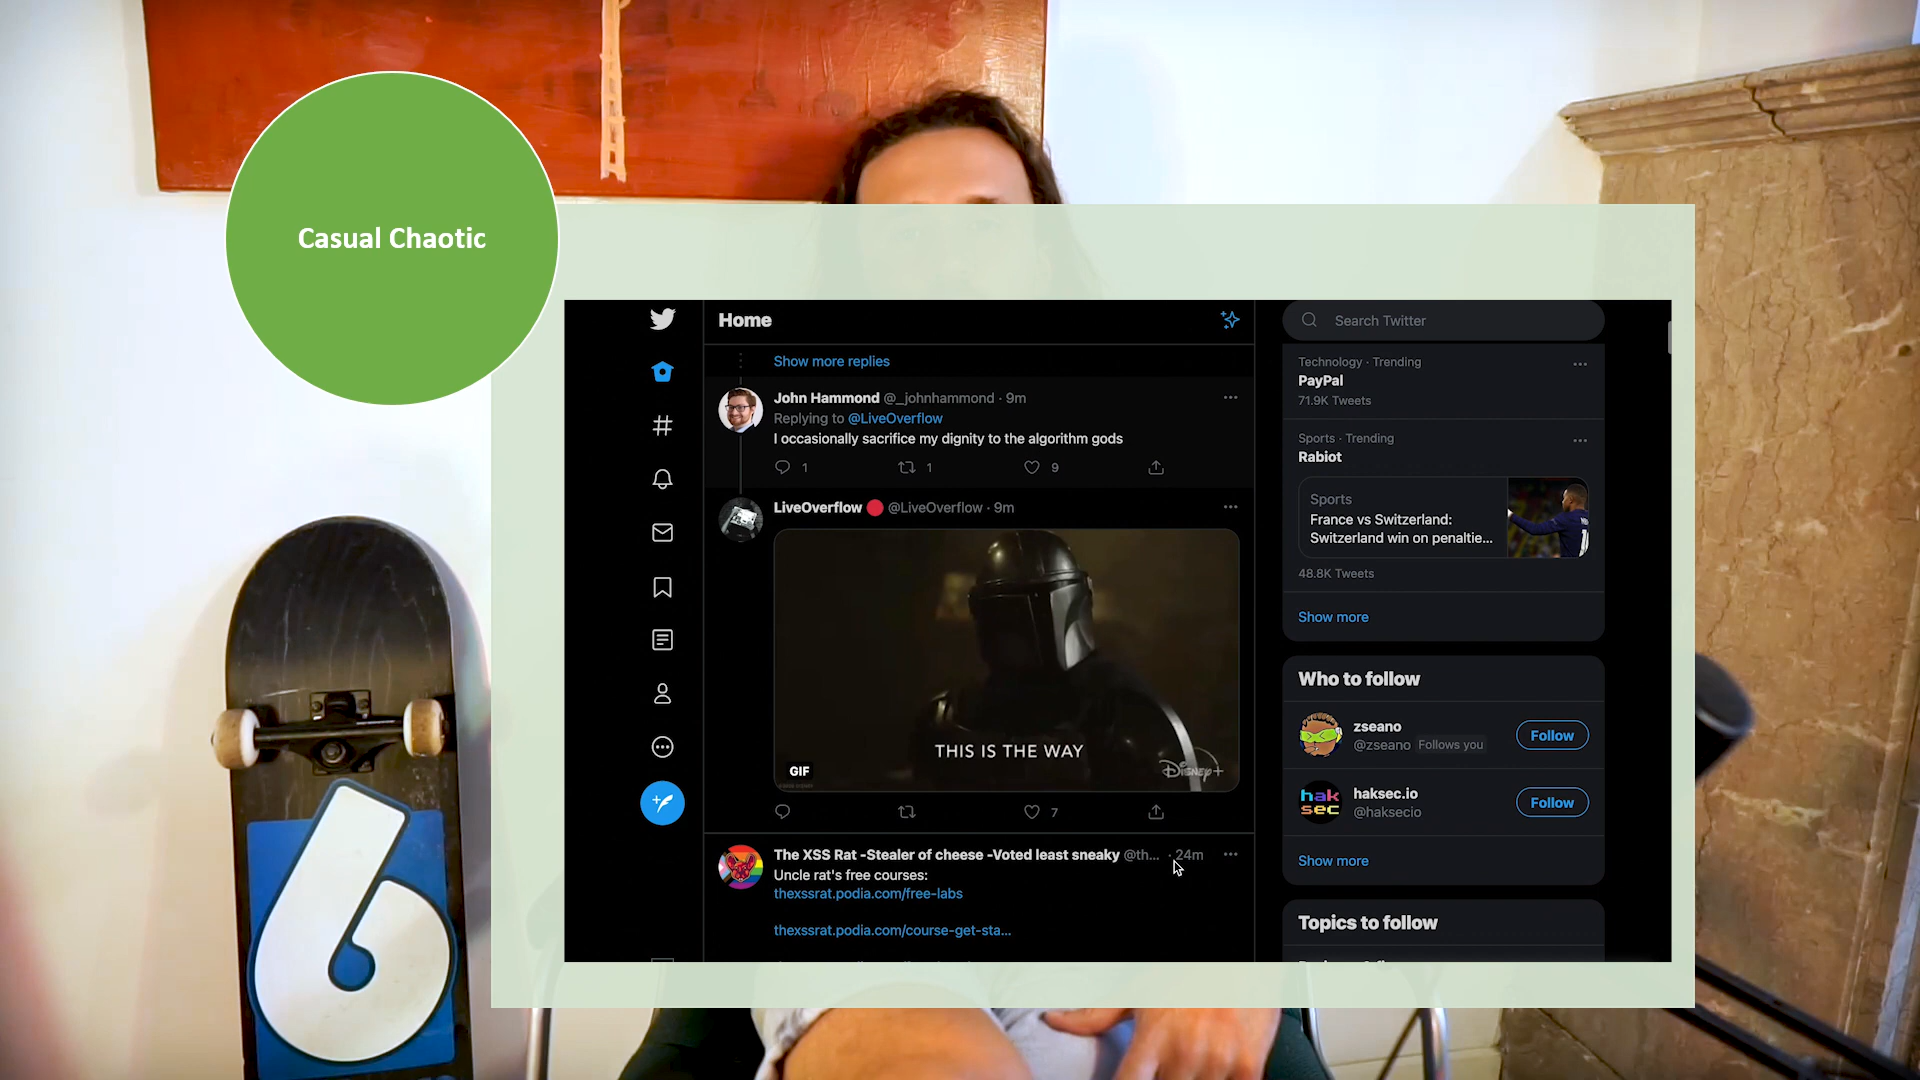 Casual Chaotic
Home
Show more replies
John Hammond @_johnhammond · 9m
Replying to @LiveOverflow
I occasionally sacrifice my dignity to the algorithm gods
1 1 9
LiveOverflow @LiveOverflow · 9m
THIS IS THE WAY
GIF
Disney+
7
The XSS Rat -Stealer of cheese -Voted least sneaky @th... · 24m
Uncle rat's free courses:
thexssrat.podia.com/free-labs
thexssrat.podia.com/course-get-sta...
Search Twitter
Technology · Trending
PayPal
71.9K Tweets
Sports · Trending
Rabiot
Sports
France vs Switzerland:
Switzerland win on penaltie...
48.8K Tweets
Show more
Who to follow
zseano
@zseano Follows you
Follow
hak
sec
haksec.io
@haksecio
Follow
Show more
Topics to follow
6